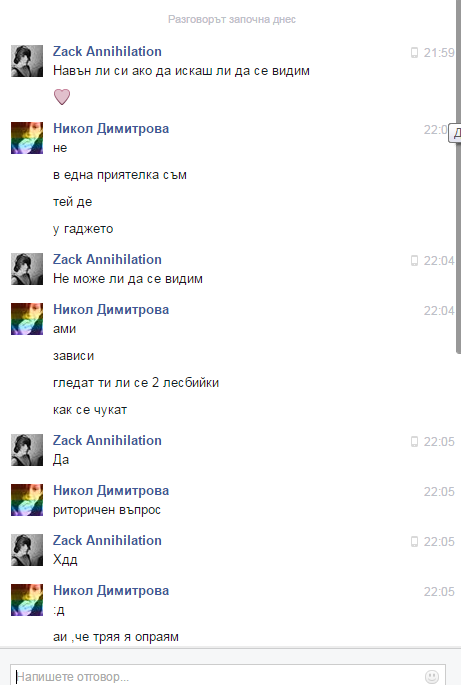 Разговорът започна днес
Zack Annihilation 21:59
Навън ли си ако да искаш ли да се видим
Никол Димитрова
не
в една приятелка съм
тей де
у гаджето
Zack Annihilation 22:04
Не може ли да се видим
Никол Димитрова 22:04
ами
зависи
гледат ти ли се 2 лесбийки
как се чукат
Zack Annihilation 22:05
Да
Никол Димитрова 22:05
риторичен въпрос
Zack Annihilation 22:05
Хдд
Никол Димитрова 22:05
:д
аи ,че тряя я опраям
Напишете отговор...